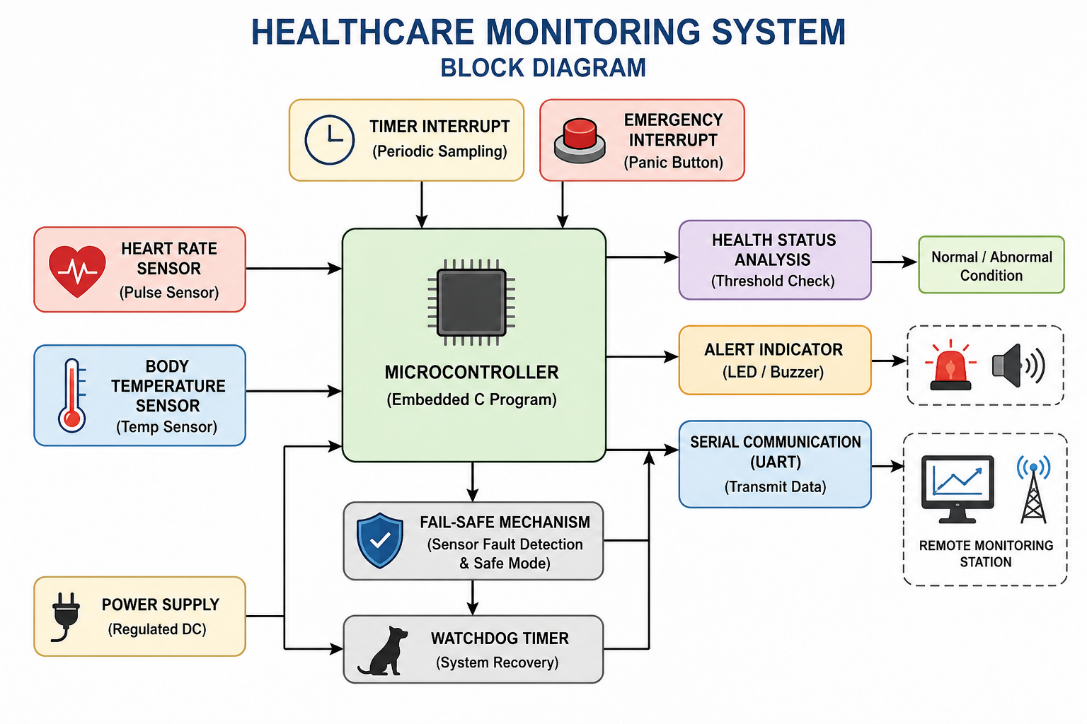 HEALTHCARE MONITORING SYSTEM
BLOCK DIAGRAM
TIMER INTERRUPT
(Periodic Sampling)
EMERGENCY
INTERRUPT
(Panic Button)
HEART RATE
SENSOR
(Pulse Sensor)
BODY
TEMPERATURE
SENSOR
(Temp Sensor)
POWER SUPPLY
(Regulated DC)
MICROCONTROLLER
(Embedded C Program)
FAIL-SAFE MECHANISM
(Sensor Fault Detection
& Safe Mode)
WATCHDOG TIMER
(System Recovery)
HEALTH STATUS
ANALYSIS
(Threshold Check)
Normal / Abnormal
Condition
ALERT INDICATOR
(LED / Buzzer)
SERIAL COMMUNICATION
(UART)
(Transmit Data)
REMOTE MONITORING
STATION